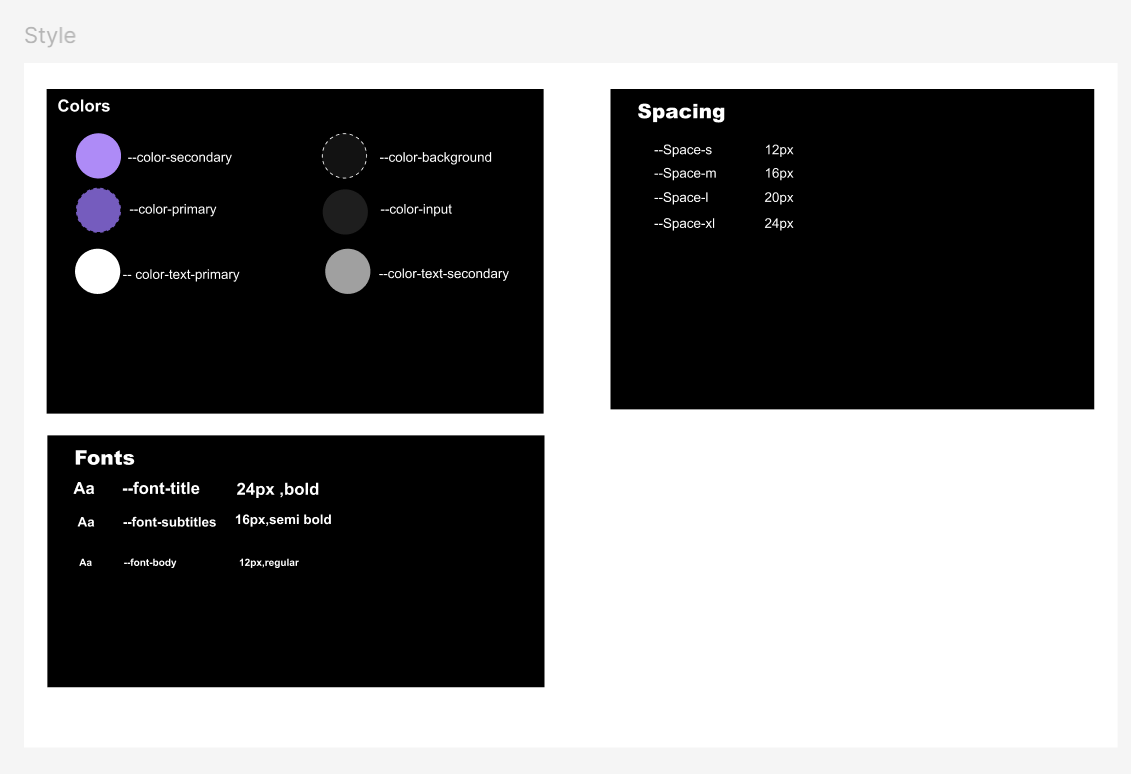 Style
Colors
--color-secondary
--color-background
--color-primary
--color-input
-- color-text-primary
--color-text-secondary
Spacing
--Space-s 12px
--Space-m 16px
--Space-l 20px
--Space-xl 24px
Fonts
Aa --font-title 24px ,bold
Aa --font-subtitles 16px,semi bold
Aa --font-body 12px,regular